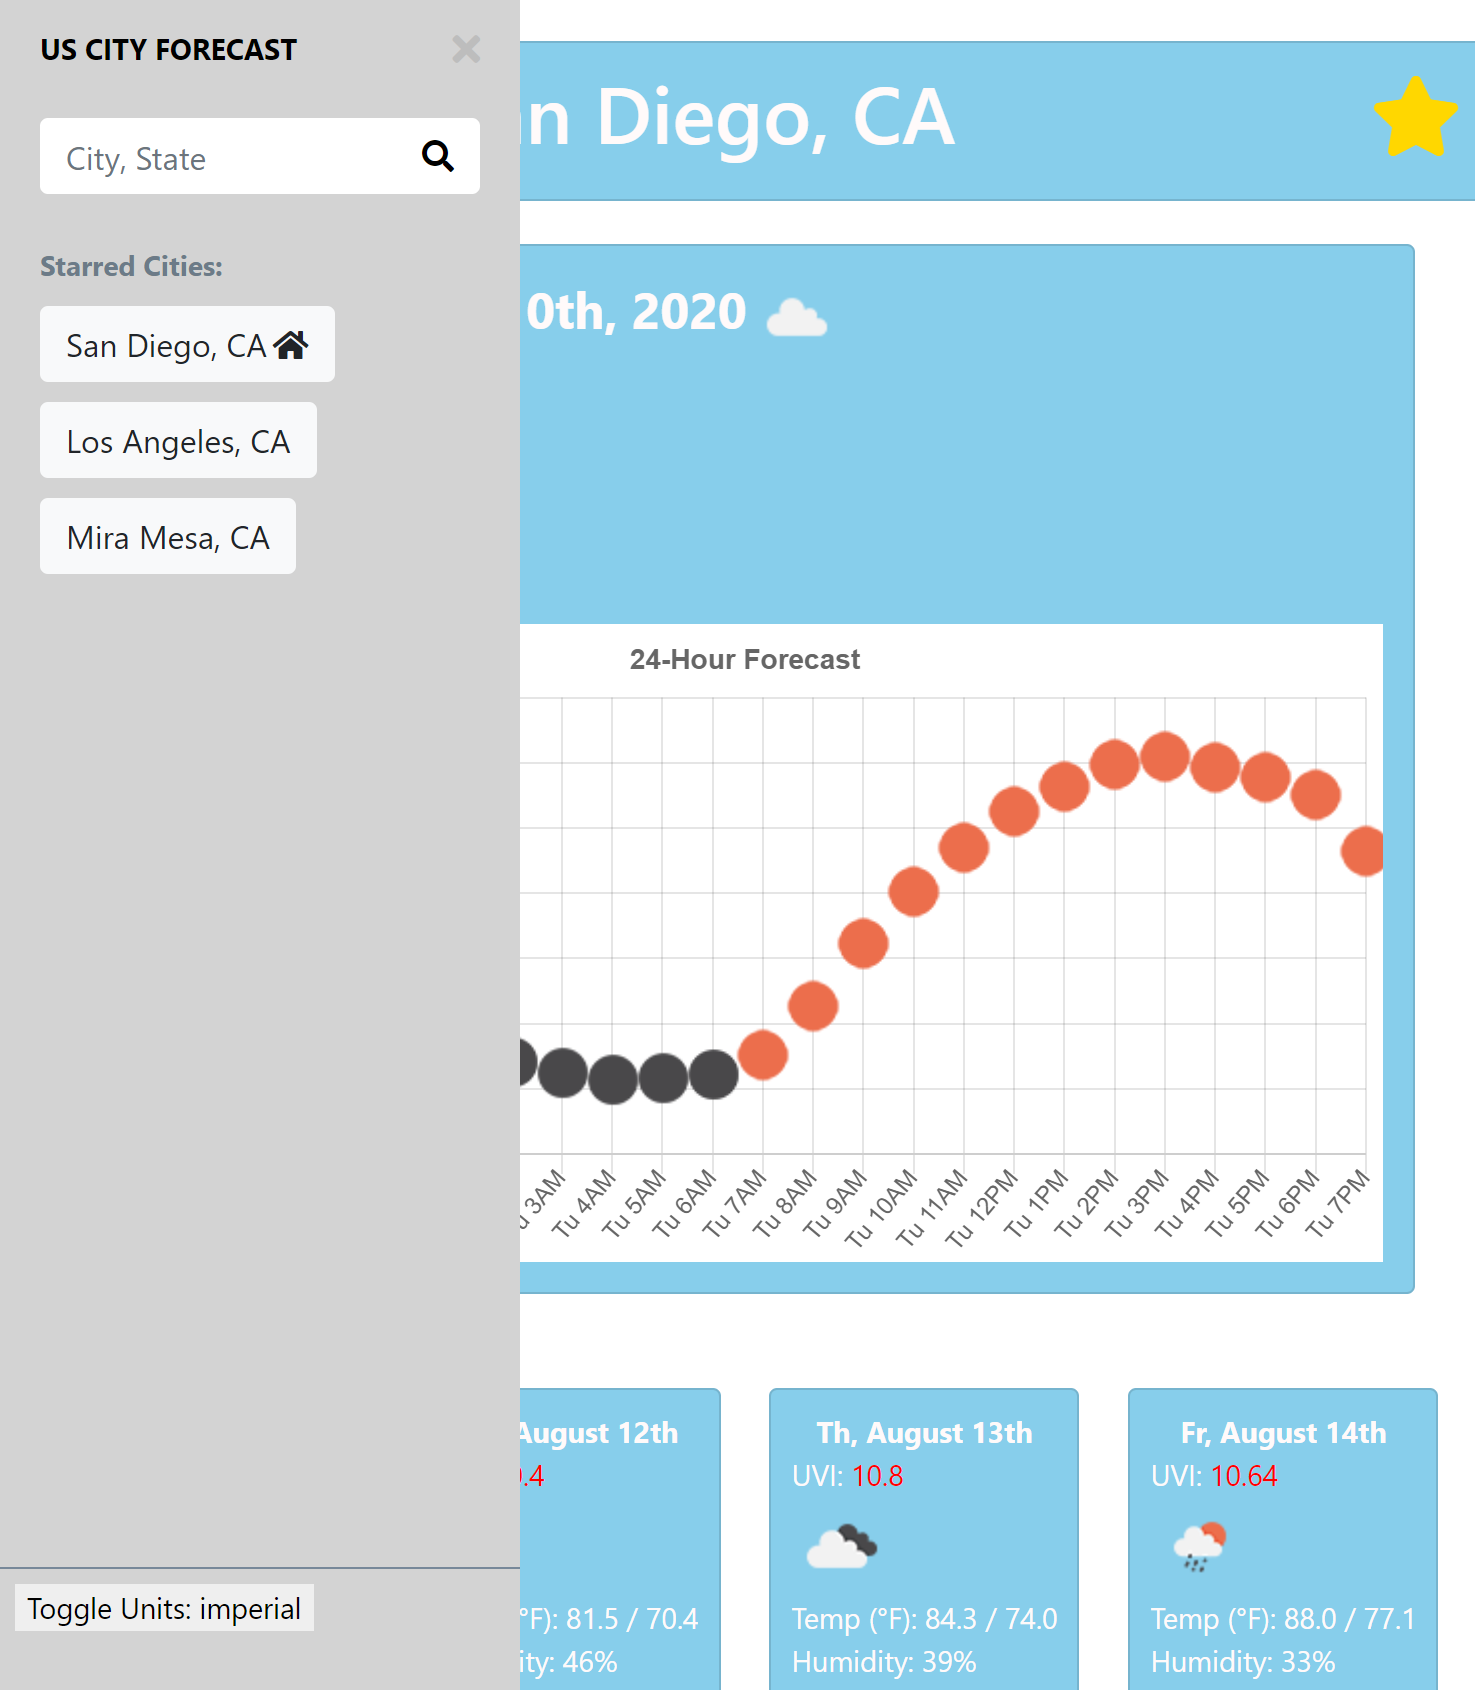 US CITY FORECAST
City, State
Starred Cities:
San Diego, CA
Los Angeles, CA
Mira Mesa, CA
Toggle Units: imperial
n Diego, CA
0th, 2020
24-Hour Forecast
3AM
Tu 4AM
Tu 5AM
Tu 6AM
Tu 7AM
Tu 8AM
Tu 9AM
Tu 10AM
Tu 11AM
Tu 12PM
Tu 1PM
Tu 2PM
Tu 3PM
Tu 4PM
Tu 5PM
Tu 6PM
Tu 7PM
August 12th
.4
°F): 81.5 / 70.4
ity: 46%
Th, August 13th
UVI: 10.8
Temp (°F): 84.3 / 74.0
Humidity: 39%
Fr, August 14th
UVI: 10.64
Temp (°F): 88.0 / 77.1
Humidity: 33%